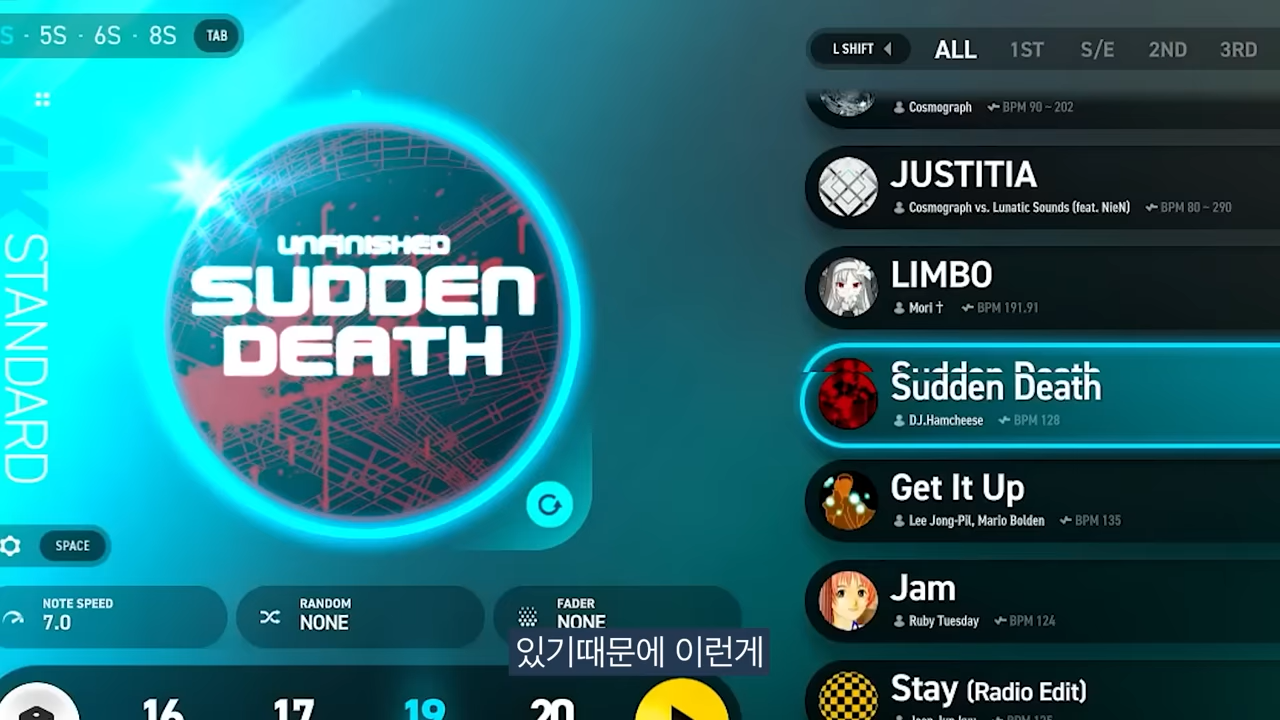 S · 5S · 6S · 8S TAB
4K STANDARD
UNFINISHED
SUDDEN
DEATH
SPACE
NOTE SPEED
7.0
RANDOM
NONE
FADER
NONE
있기때문에 이런게
16 17 19 20
L SHIFT ALL 1ST S/E 2ND 3RD
Cosmograph BPM 90 ~ 202
JUSTITIA
Cosmograph vs. Lunatic Sounds (feat. NieN) BPM 80 ~ 290
LIMBO
Mori † BPM 191.91
Sudden Death
DJ.Hamcheese BPM 128
Get It Up
Lee Jong-Pil, Mario Bolden BPM 135
Jam
Ruby Tuesday BPM 124
Stay (Radio Edit)